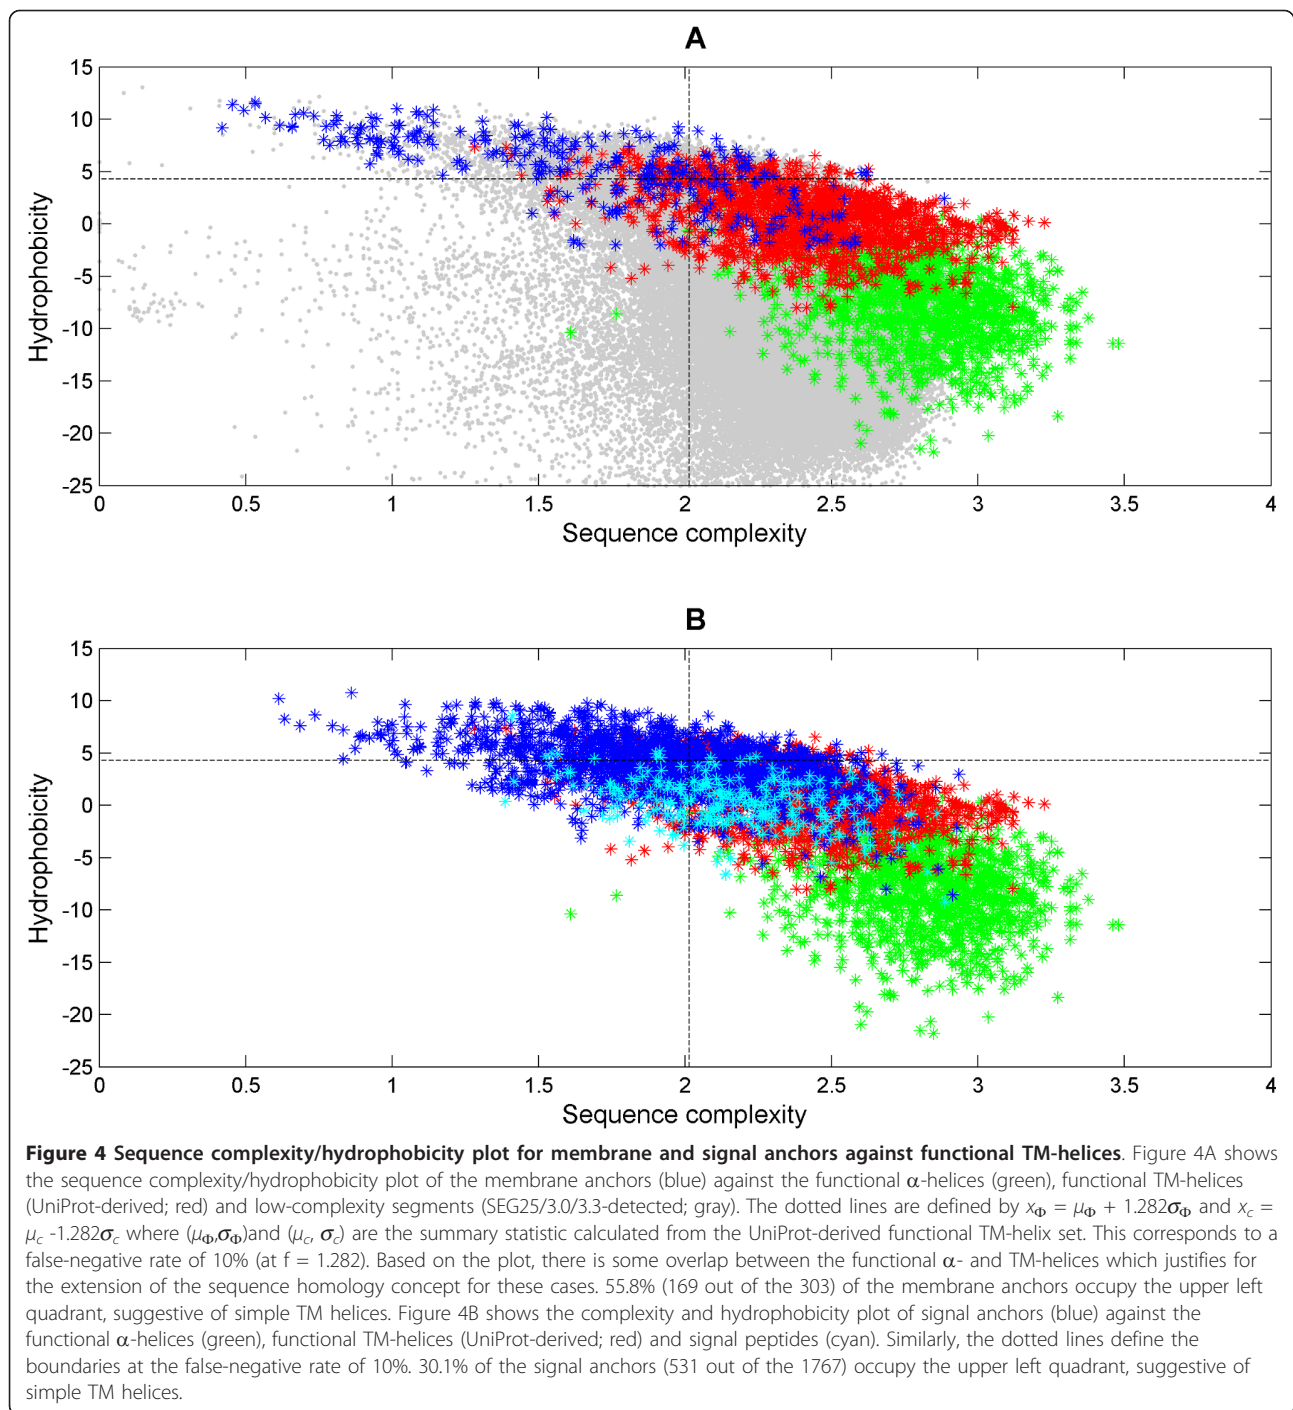 A
15
10
5
0
-5
-10
-15
-20
-25
Hydrophobicity
0 0.5 1 1.5 2 2.5 3 3.5 4
Sequence complexity
B
15
10
5
0
-5
-10
-15
-20
-25
Hydrophobicity
0 0.5 1 1.5 2 2.5 3 3.5 4
Sequence complexity
Figure 4 Sequence complexity/hydrophobicity plot for membrane and signal anchors against functional TM-helices. Figure 4A shows
the sequence complexity/hydrophobicity plot of the membrane anchors (blue) against the functional α-helices (green), functional TM-helices
(UniProt-derived; red) and low-complexity segments (SEG25/3.0/3.3-detected; gray). The dotted lines are defined by xΦ = μΦ + 1.282σΦ and xc =
μc -1.282σc where (μΦ,σΦ)and (μc, σc) are the summary statistic calculated from the UniProt-derived functional TM-helix set. This corresponds to a
false-negative rate of 10% (at f = 1.282). Based on the plot, there is some overlap between the functional α- and TM-helices which justifies for
the extension of the sequence homology concept for these cases. 55.8% (169 out of the 303) of the membrane anchors occupy the upper left
quadrant, suggestive of simple TM helices. Figure 4B shows the complexity and hydrophobicity plot of signal anchors (blue) against the
functional α-helices (green), functional TM-helices (UniProt-derived; red) and signal peptides (cyan). Similarly, the dotted lines define the
boundaries at the false-negative rate of 10%. 30.1% of the signal anchors (531 out of the 1767) occupy the upper left quadrant, suggestive of
simple TM helices.